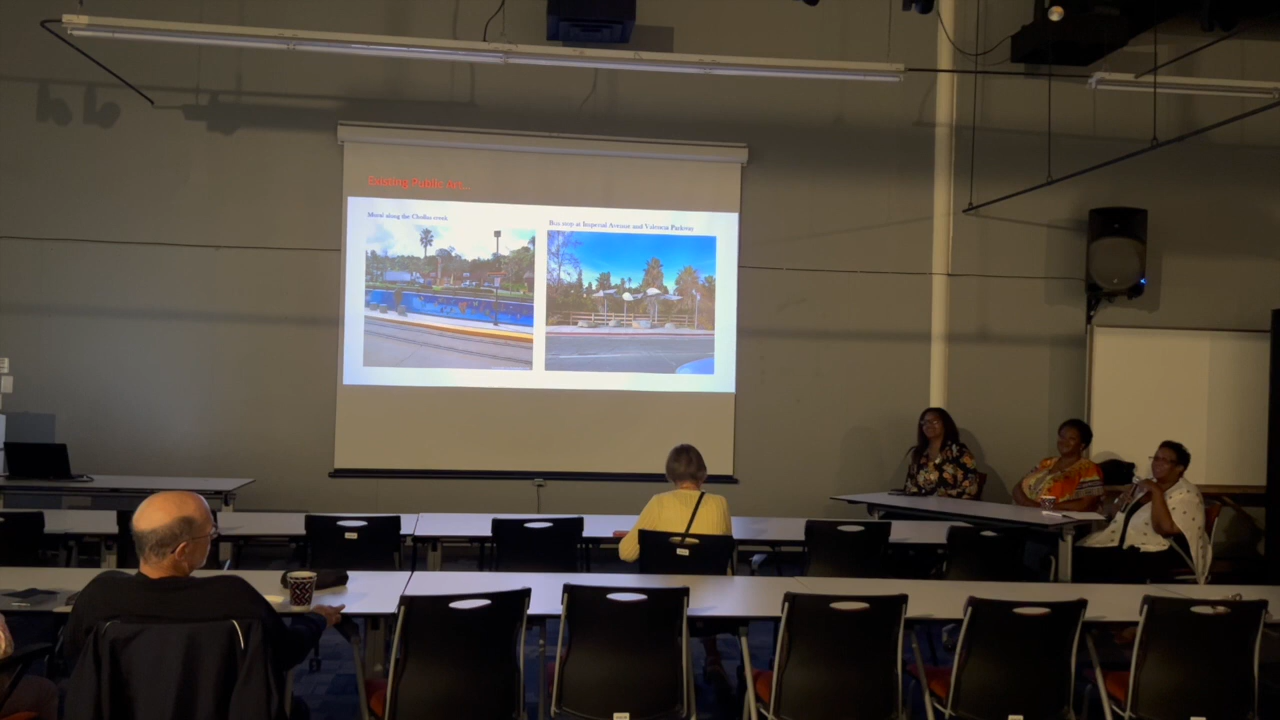 Existing Public Art...
Mural along the Chollas creek
Bus stop at Imperial Avenue and Valencia Parkway